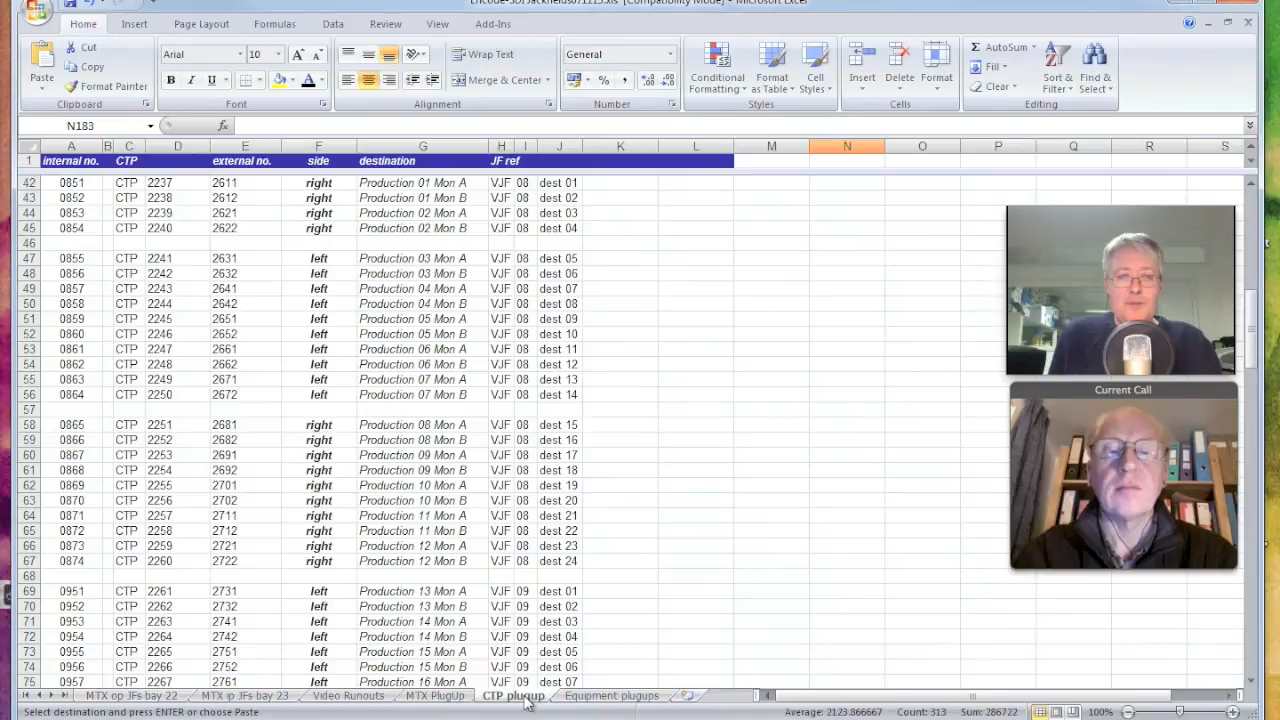 Encode-SDI Jackfields071113.xls [Compatibility Mode] - Microsoft Excel
Home Insert Page Layout Formulas Data Review View Add-Ins
Paste Cut Copy Format Painter Clipboard
Arial 10 A A B I U A Font
Wrap Text Merge & Center Alignment
General % , Number
Conditional Formatting Format as Table Cell Styles Styles
Insert Delete Format Cells
Σ AutoSum Fill Clear Sort & Filter Find & Select Editing
N183 fx
A B C D E F G H I J K L M N O P Q R S
1 internal no. CTP external no. side destination JF ref
42 0851 CTP 2237 2611 right Production 01 Mon A VJF 08 dest 01
43 0852 CTP 2238 2612 right Production 01 Mon B VJF 08 dest 02
44 0853 CTP 2239 2621 right Production 02 Mon A VJF 08 dest 03
45 0854 CTP 2240 2622 right Production 02 Mon B VJF 08 dest 04
46
47 0855 CTP 2241 2631 left Production 03 Mon A VJF 08 dest 05
48 0856 CTP 2242 2632 left Production 03 Mon B VJF 08 dest 06
49 0857 CTP 2243 2641 left Production 04 Mon A VJF 08 dest 07
50 0858 CTP 2244 2642 left Production 04 Mon B VJF 08 dest 08
51 0859 CTP 2245 2651 left Production 05 Mon A VJF 08 dest 09
52 0860 CTP 2246 2652 left Production 05 Mon B VJF 08 dest 10
53 0861 CTP 2247 2661 left Production 06 Mon A VJF 08 dest 11
54 0862 CTP 2248 2662 left Production 06 Mon B VJF 08 dest 12
55 0863 CTP 2249 2671 left Production 07 Mon A VJF 08 dest 13
56 0864 CTP 2250 2672 left Production 07 Mon B VJF 08 dest 14
57
58 0865 CTP 2251 2681 right Production 08 Mon A VJF 08 dest 15
59 0866 CTP 2252 2682 right Production 08 Mon B VJF 08 dest 16
60 0867 CTP 2253 2691 right Production 09 Mon A VJF 08 dest 17
61 0868 CTP 2254 2692 right Production 09 Mon B VJF 08 dest 18
62 0869 CTP 2255 2701 right Production 10 Mon A VJF 08 dest 19
63 0870 CTP 2256 2702 right Production 10 Mon B VJF 08 dest 20
64 0871 CTP 2257 2711 right Production 11 Mon A VJF 08 dest 21
65 0872 CTP 2258 2712 right Production 11 Mon B VJF 08 dest 22
66 0873 CTP 2259 2721 right Production 12 Mon A VJF 08 dest 23
67 0874 CTP 2260 2722 right Production 12 Mon B VJF 08 dest 24
68
69 0951 CTP 2261 2731 left Production 13 Mon A VJF 09 dest 01
70 0952 CTP 2262 2732 left Production 13 Mon B VJF 09 dest 02
71 0953 CTP 2263 2741 left Production 14 Mon A VJF 09 dest 03
72 0954 CTP 2264 2742 left Production 14 Mon B VJF 09 dest 04
73 0955 CTP 2265 2751 left Production 15 Mon A VJF 09 dest 05
74 0956 CTP 2266 2752 left Production 15 Mon B VJF 09 dest 06
75 0957 CTP 2267 2761 left Production 16 Mon A VJF 09 dest 07
Current Call
MTX op JFs bay 22 MTX ip JFs bay 23 Video Runouts MTX PlugUp CTP plugup Equipment plugups
Select destination and press ENTER or choose Paste Average: 2123.866667 Count: 313 Sum: 286722 100%